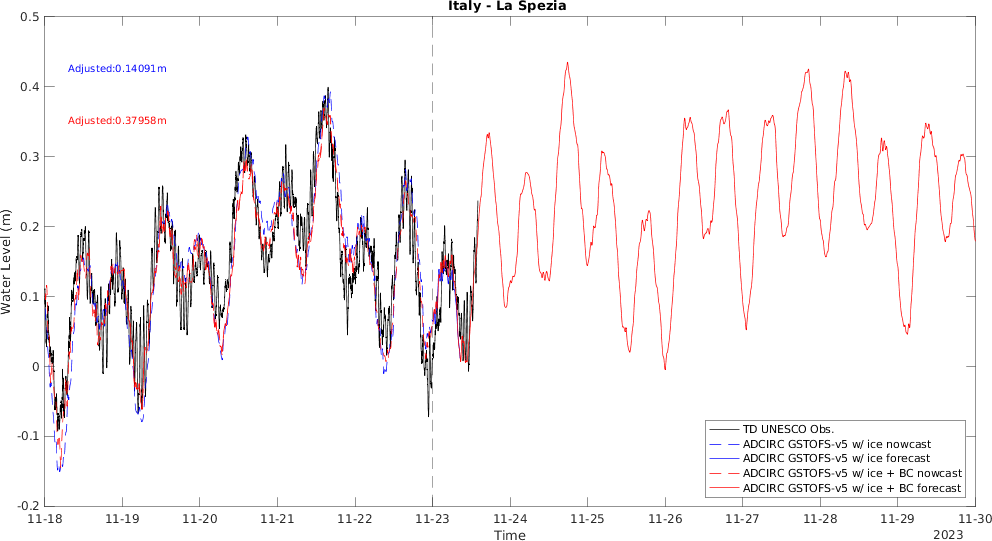 Italy - La Spezia
0.5
0.4
0.3
0.2
0.1
0
-0.1
-0.2
Water Level (m)
Adjusted:0.14091m
Adjusted:0.37958m
TD UNESCO Obs.
ADCIRC GSTOFS-v5 w/ ice nowcast
ADCIRC GSTOFS-v5 w/ ice forecast
ADCIRC GSTOFS-v5 w/ ice + BC nowcast
ADCIRC GSTOFS-v5 w/ ice + BC forecast
11-18 11-19 11-20 11-21 11-22 11-23 11-24 11-25 11-26 11-27 11-28 11-29 11-30
Time
2023